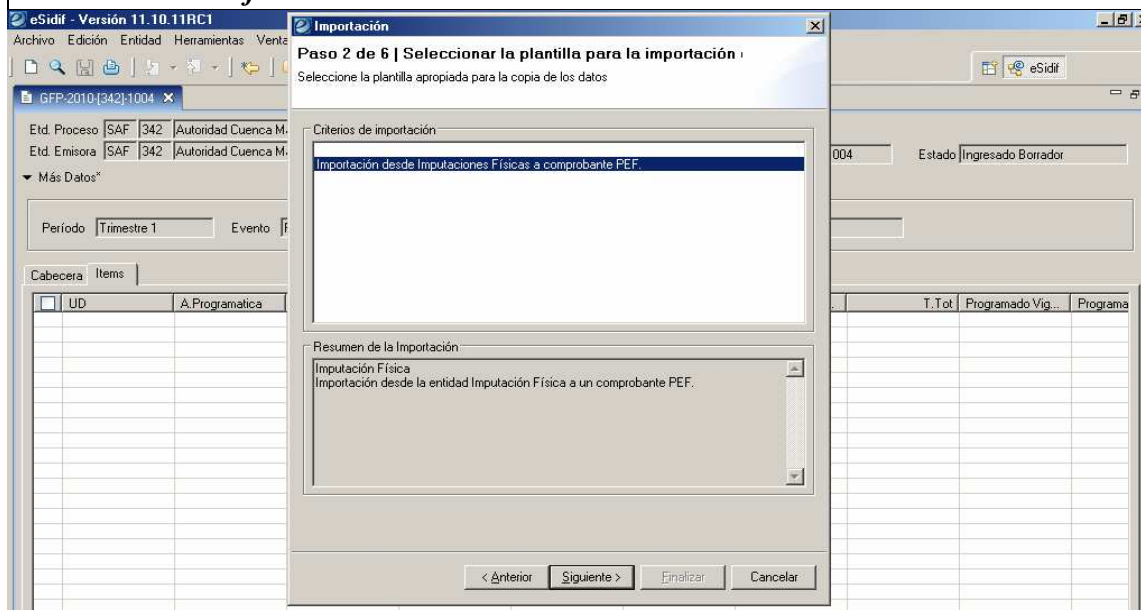 eSidif - Versión 11.10.11RC1
Archivo Edición Entidad Herramientas Venta
eSidif
GFP-2010-[342]-1004
Etd. Proceso SAF 342 Autoridad Cuenca M
Etd. Emisora SAF 342 Autoridad Cuenca M
004 Estado Ingresado Borrador
Más Datos*
Período Trimestre 1 Evento
Cabecera Items
UD A.Programatica T.Tot Programado Vig... Programa
Importación
Paso 2 de 6 | Seleccionar la plantilla para la importación
Seleccione la plantilla apropiada para la copia de los datos
Criterios de importación
Importación desde Imputaciones Físicas a comprobante PEF.
Resumen de la Importación
Imputación Física
Importación desde la entidad Imputación Física a un comprobante PEF.
< Anterior Siguiente > Finalizar Cancelar